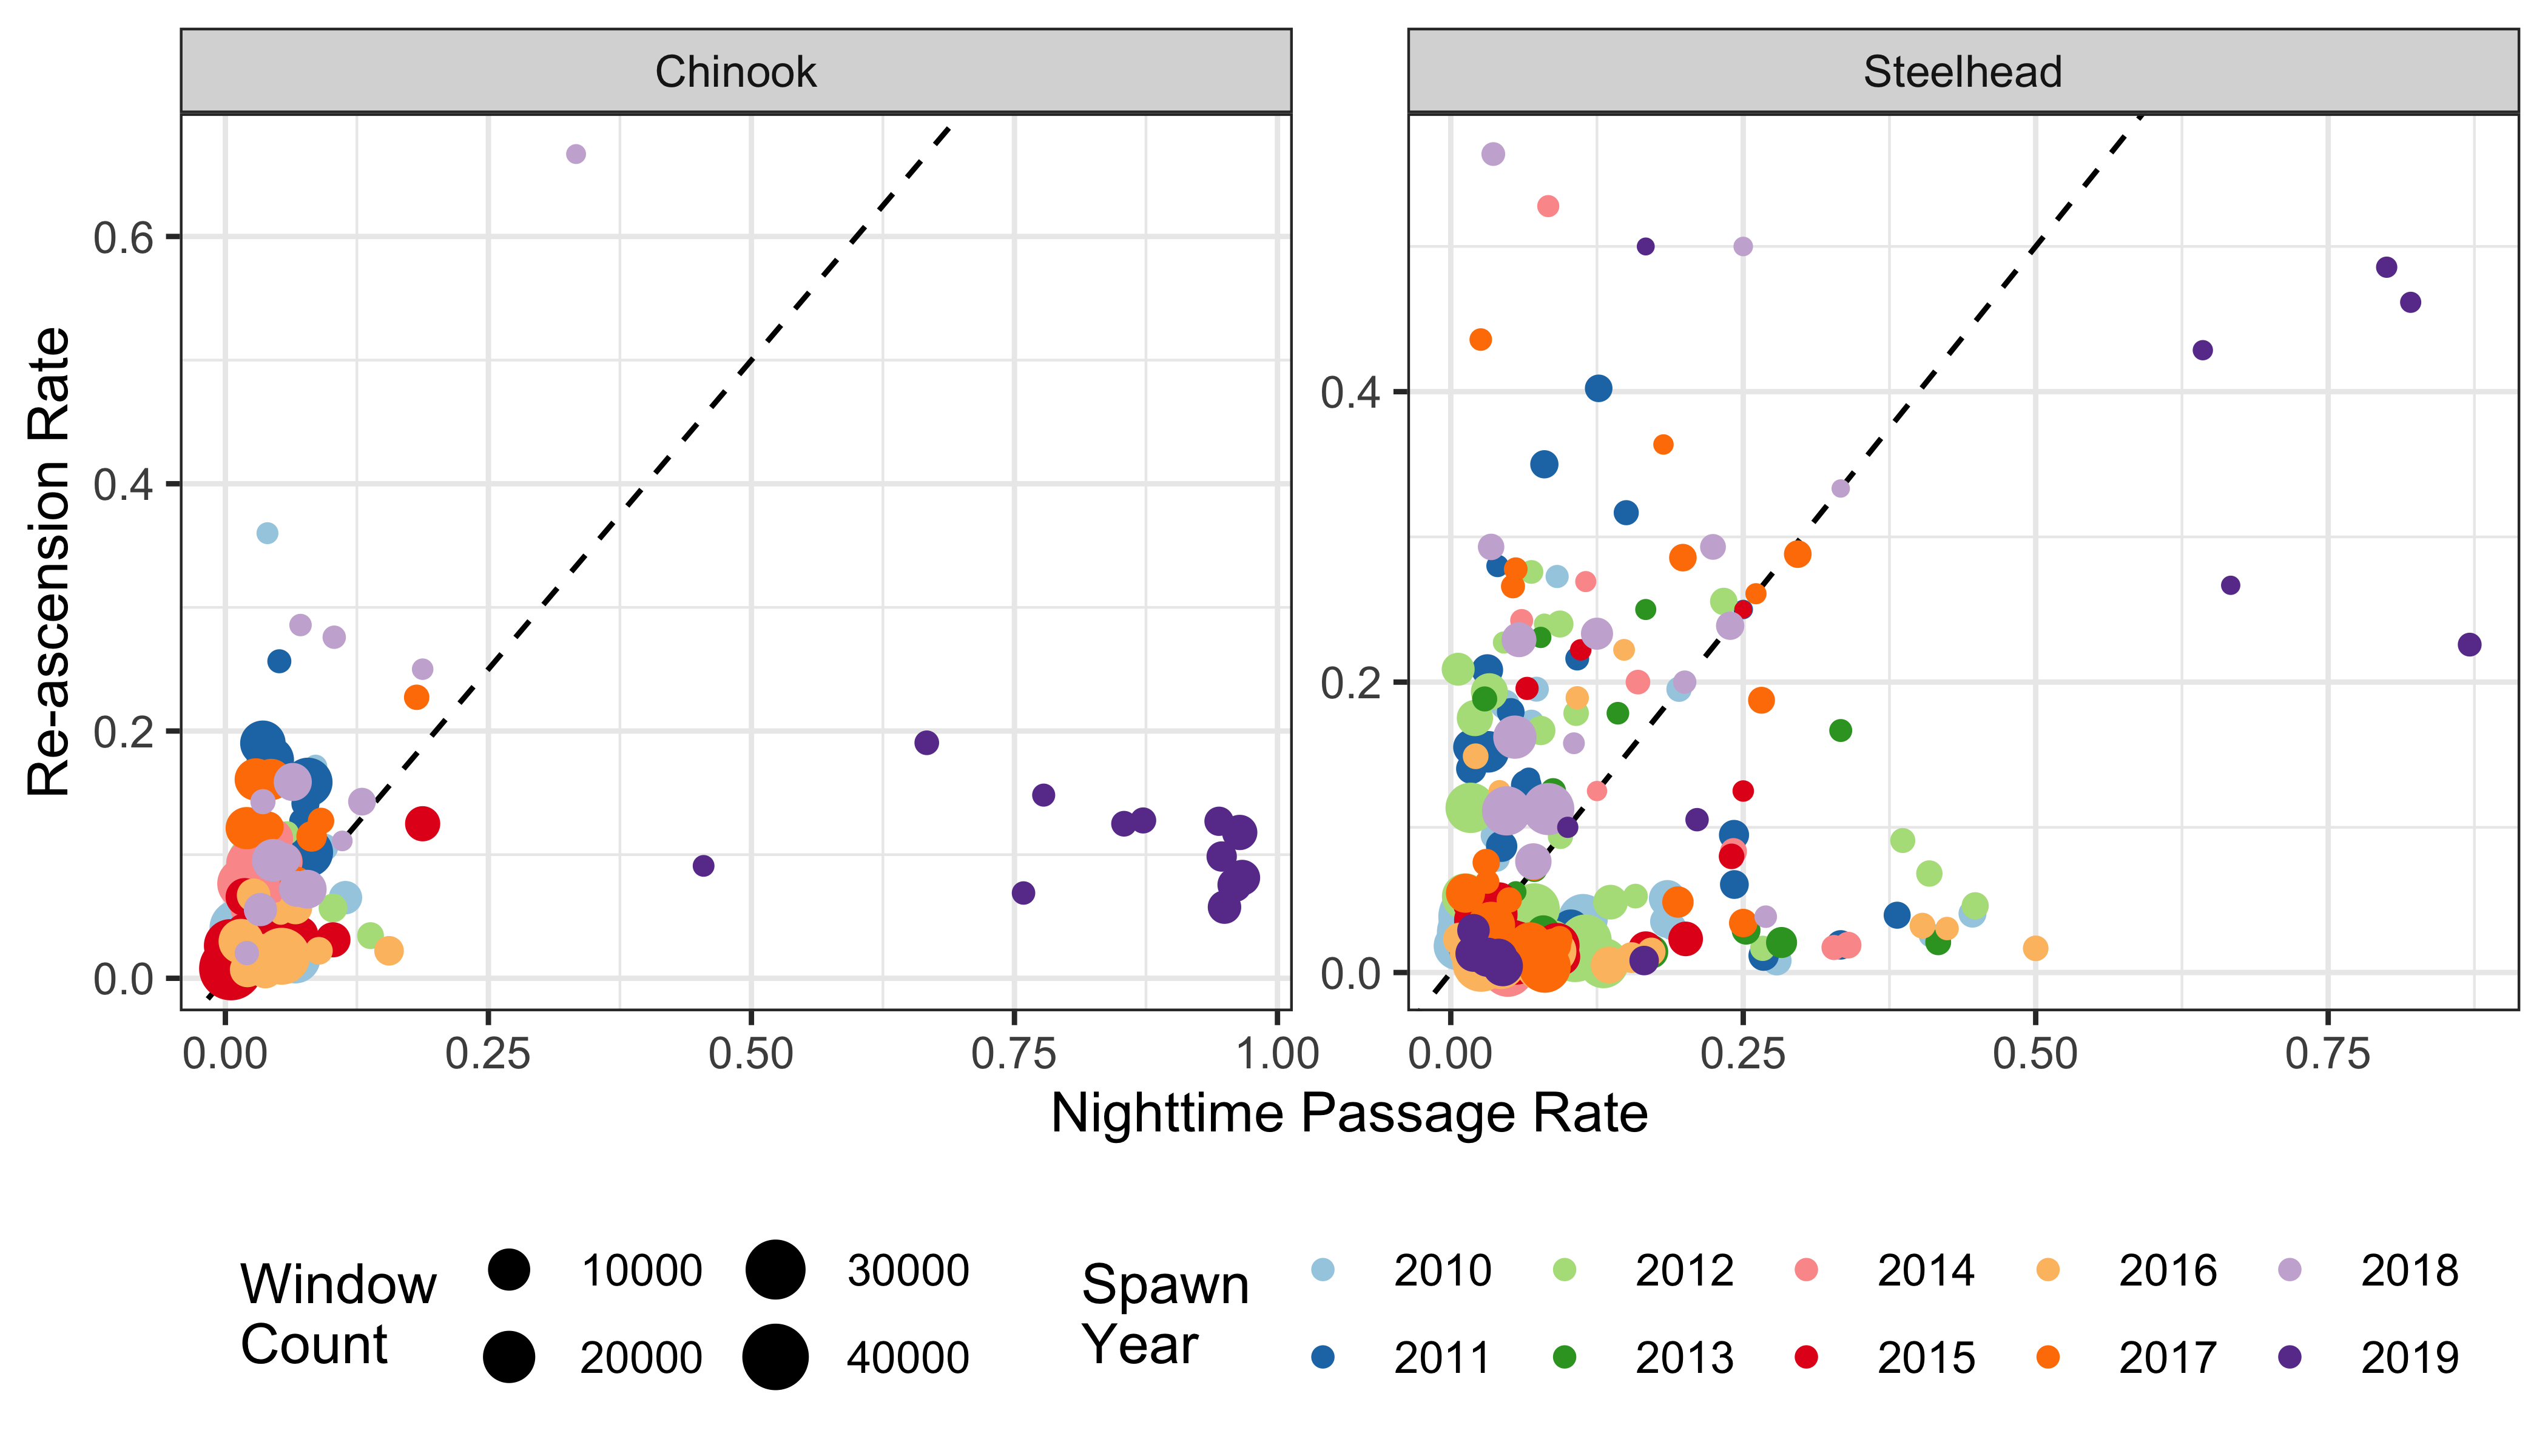 Chinook
Steelhead
Re-ascension Rate
0.6
0.4
0.2
0.0
0.4
0.2
0.0
0.00 0.25 0.50 0.75 1.00
0.00 0.25 0.50 0.75
Nighttime Passage Rate
Window
Count
10000 30000
20000 40000
Spawn
Year
2010 2012 2014 2016 2018
2011 2013 2015 2017 2019